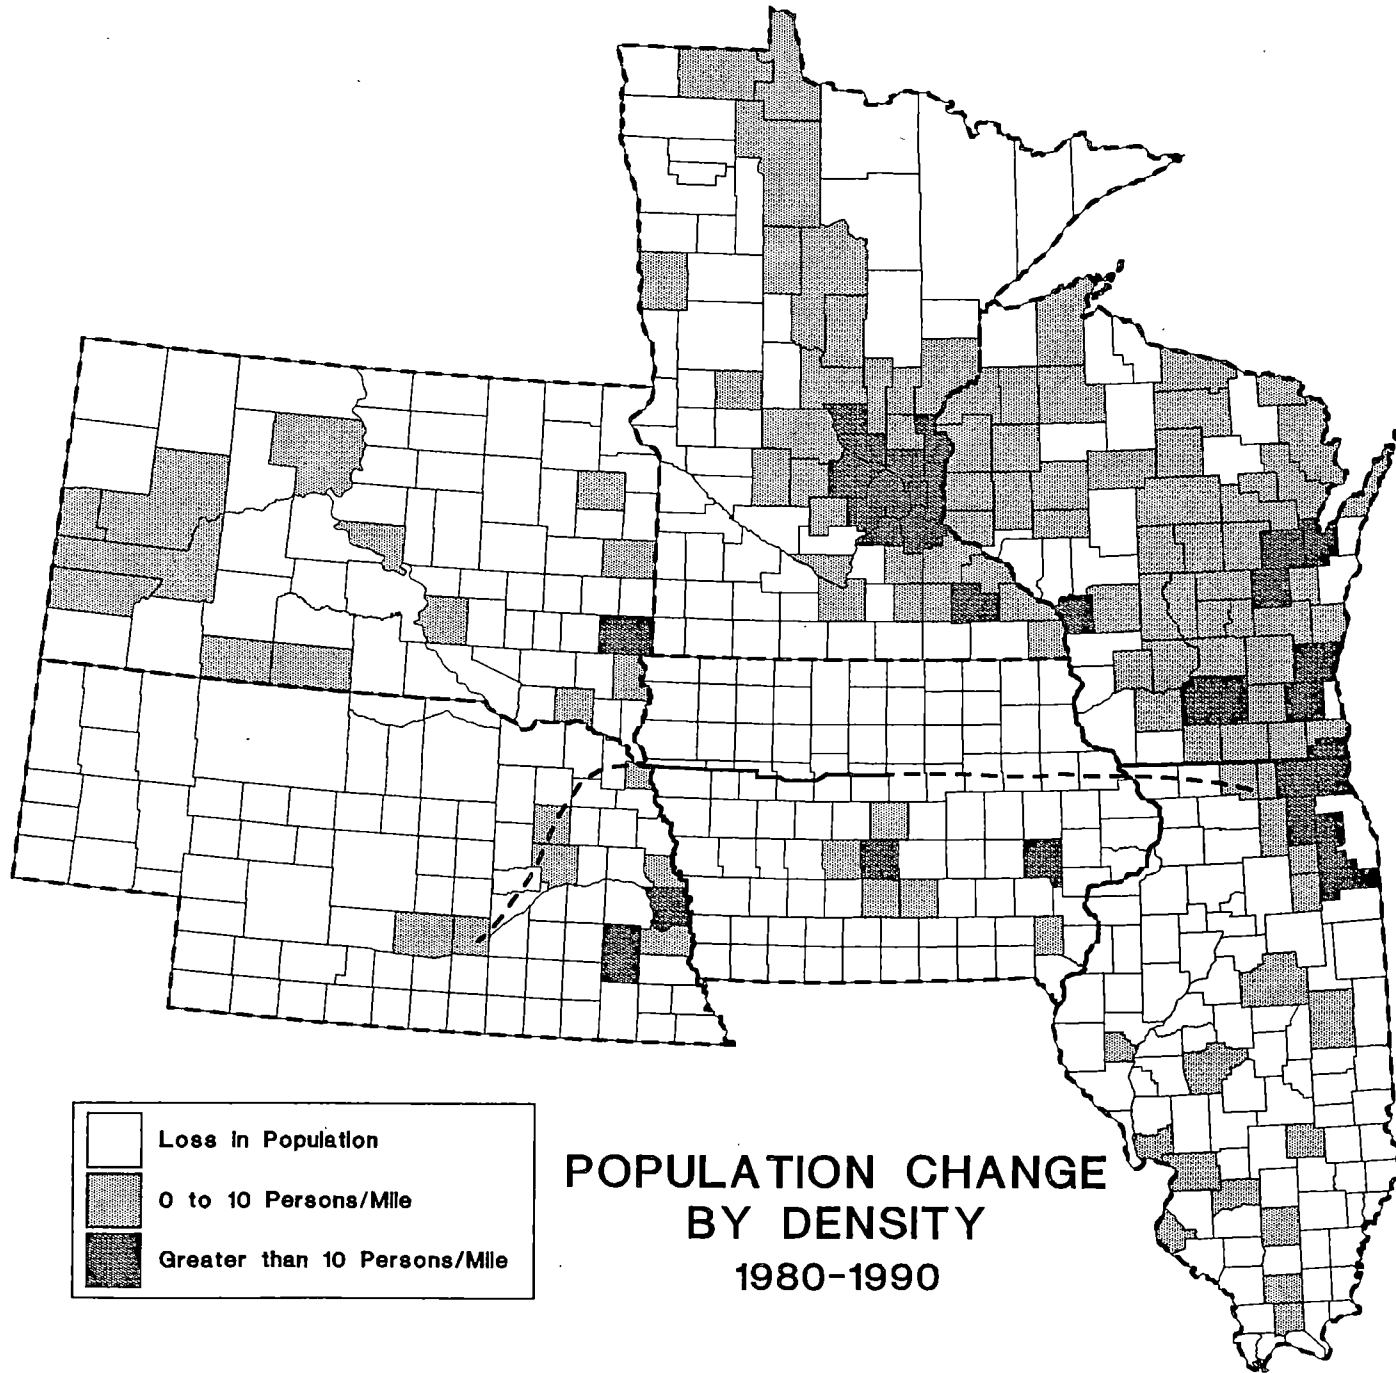 Loss in Population
0 to 10 Persons/Mile
Greater than 10 Persons/Mile
POPULATION CHANGE
BY DENSITY
1980-1990